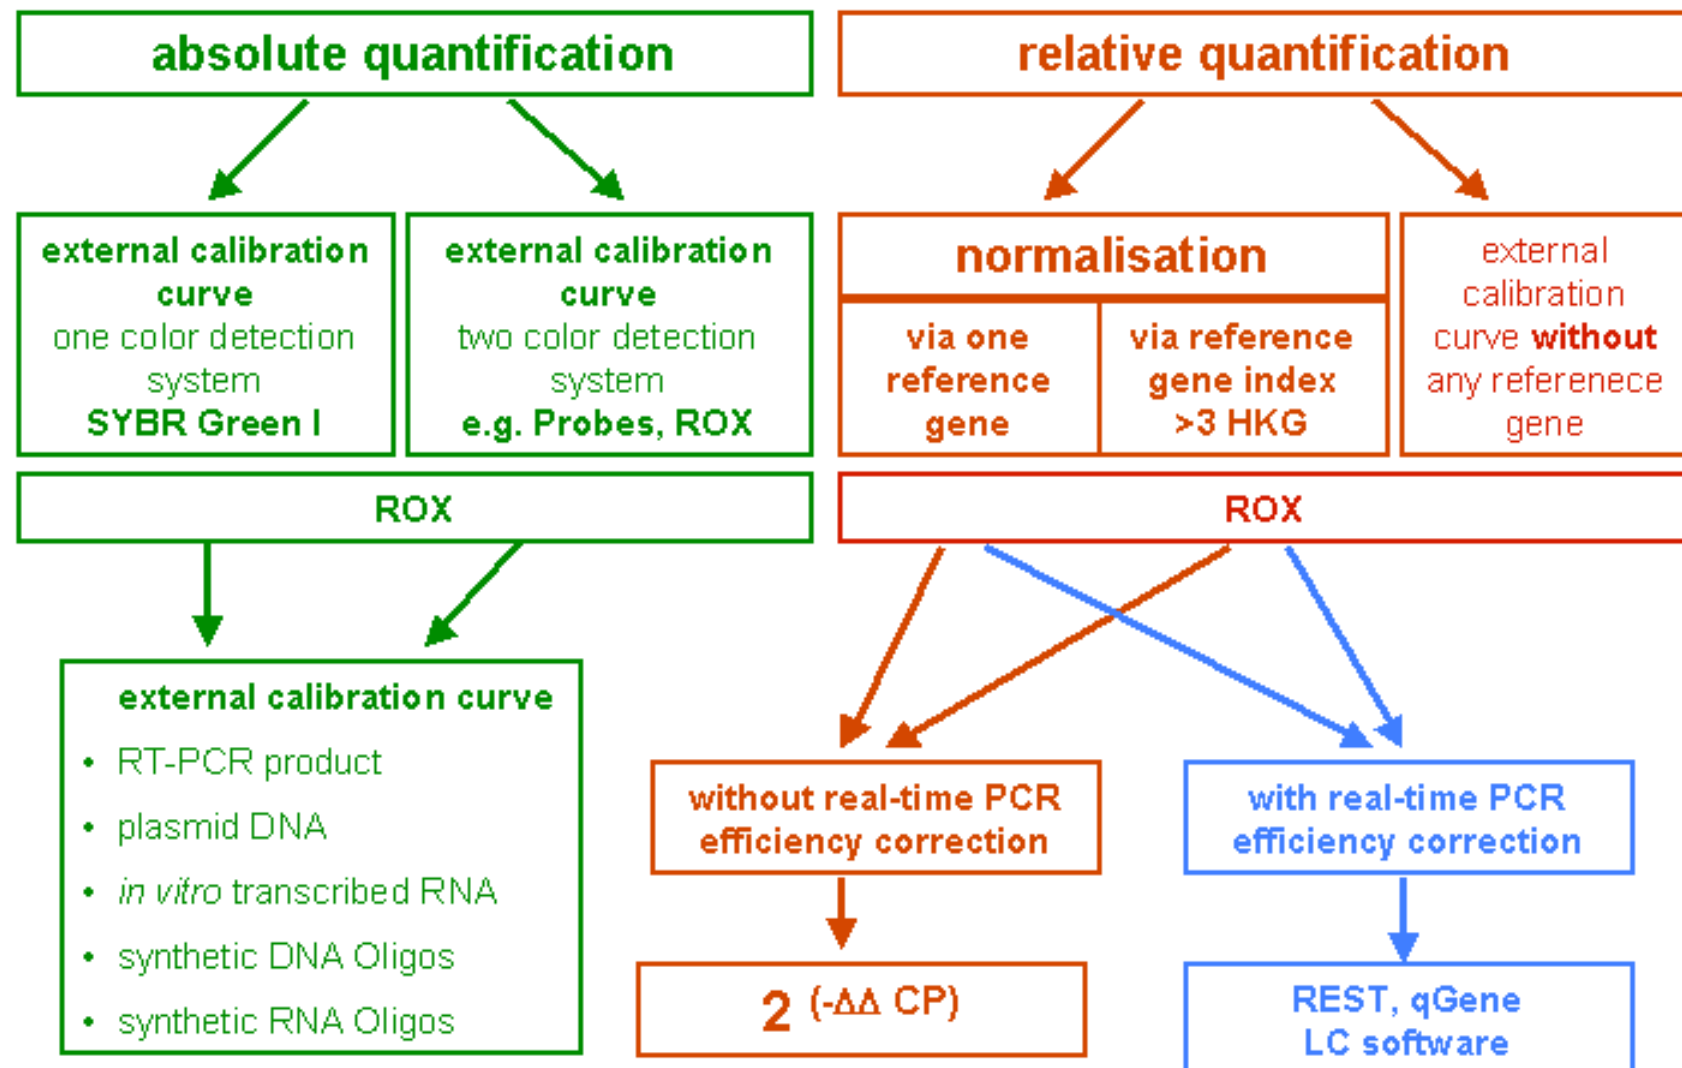 absolute quantification
relative quantification
external calibration
curve
one color detection
system
SYBR Green I
external calibration
curve
two color detection
system
e.g. Probes, ROX
normalisation
via one
reference
gene
via reference
gene index
>3 HKG
external
calibration
curve without
any referenece
gene
ROX
ROX
external calibration curve
• RT-PCR product
• plasmid DNA
• in vitro transcribed RNA
• synthetic DNA Oligos
• synthetic RNA Oligos
without real-time PCR
efficiency correction
with real-time PCR
efficiency correction
2 (-ΔΔ CP)
REST, qGene
LC software